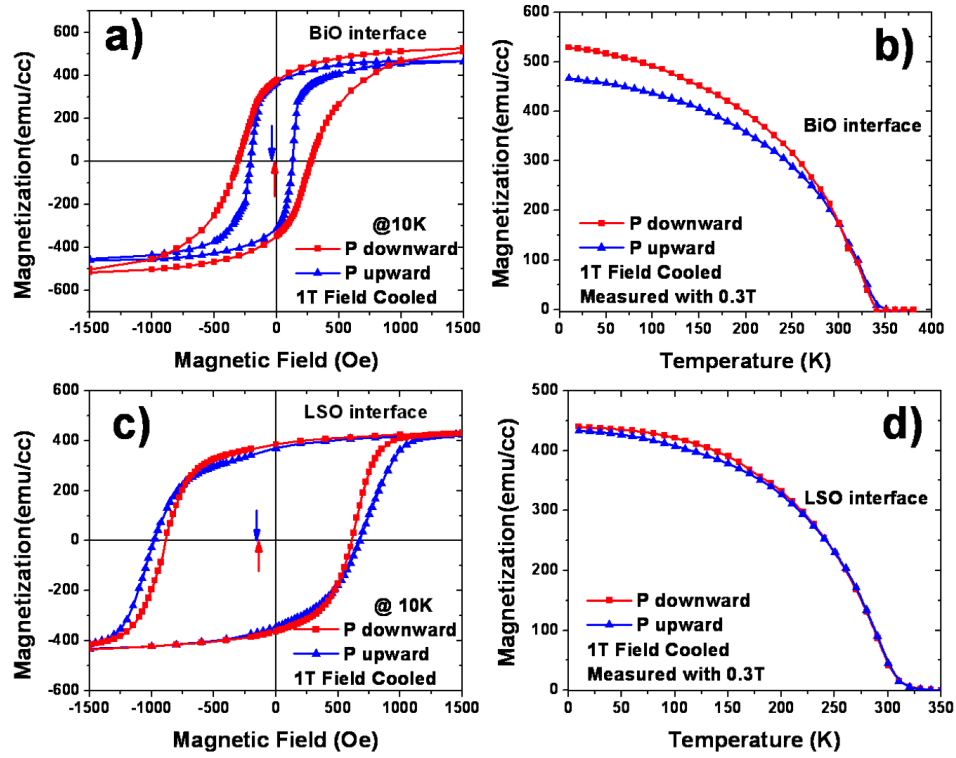 a)
BiO interface
600
400
200
0
-200
-400
-600
Magnetization(emu/cc)
@10K
P downward
P upward
1T Field Cooled
-1500 -1000 -500 0 500 1000 1500
Magnetic Field (Oe)
b)
BiO interface
600
500
400
300
200
100
0
Magnetization (emu/cc)
P downward
P upward
1T Field Cooled
Measured with 0.3T
0 50 100 150 200 250 300 350 400
Temperature (K)
c)
LSO interface
600
400
200
0
-200
-400
-600
Magnetization(emu/cc)
@ 10K
P downward
P upward
1T Field Cooled
-1500 -1000 -500 0 500 1000 1500
Magnetic Field (Oe)
d)
LSO interface
500
400
300
200
100
0
Magnetization(emu/cc)
P downward
P upward
1T Field Cooled
Measured with 0.3T
0 50 100 150 200 250 300 350
Temperature (K)